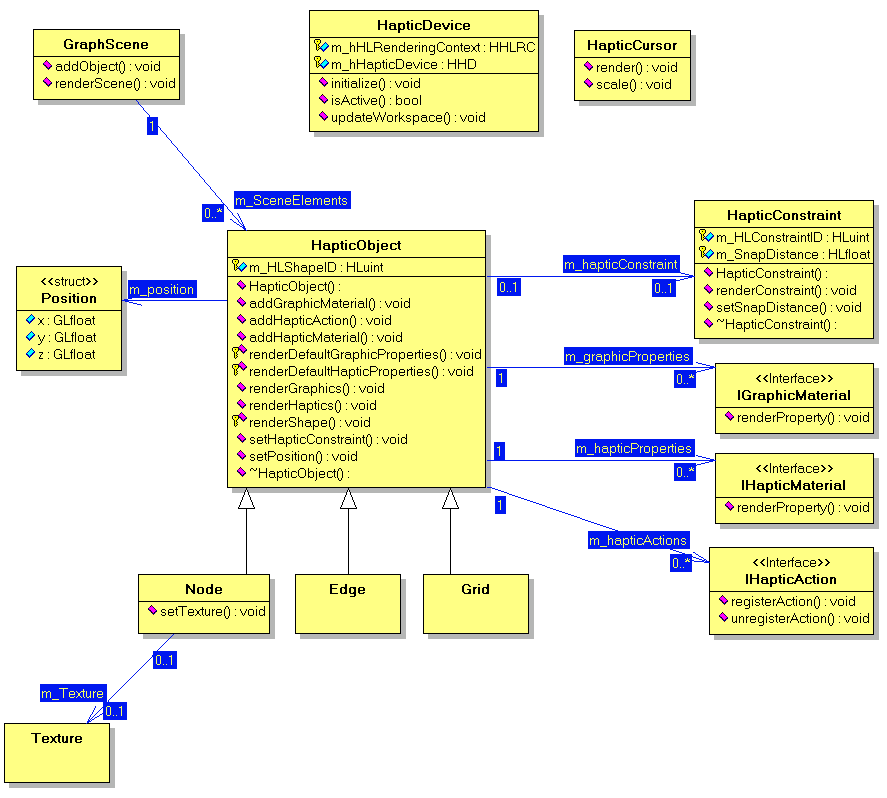 GraphScene
addObject() : void
renderScene() : void
HapticDevice
m_hHLRenderingContext : HHLRC
m_hHapticDevice : HHD
initialize() : void
isActive() : bool
updateWorkspace() : void
HapticCursor
render() : void
scale() : void
1
m_SceneElements
0..*
HapticObject
m_HLShapeID : HLuint
HapticObject() :
addGraphicMaterial() : void
addHapticAction() : void
addHapticMaterial() : void
renderDefaultGraphicProperties() : void
renderDefaultHapticProperties() : void
renderGraphics() : void
renderHaptics() : void
renderShape() : void
setHapticConstraint() : void
setPosition() : void
~HapticObject() :
<<struct>>
Position
x : GLfloat
y : GLfloat
z : GLfloat
m_position
m_hapticConstraint
0..1
0..1
HapticConstraint
m_HLConstraintID : HLuint
m_SnapDistance : HLfloat
HapticConstraint() :
renderConstraint() : void
setSnapDistance() : void
~HapticConstraint() :
m_graphicProperties
1
0..*
<<Interface>>
IGraphicMaterial
renderProperty() : void
m_hapticProperties
1
0..*
<<Interface>>
IHapticMaterial
renderProperty() : void
1
m_hapticActions
0..*
<<Interface>>
IHapticAction
registerAction() : void
unregisterAction() : void
Node
setTexture() : void
Edge
Grid
0..1
m_Texture
0..1
Texture